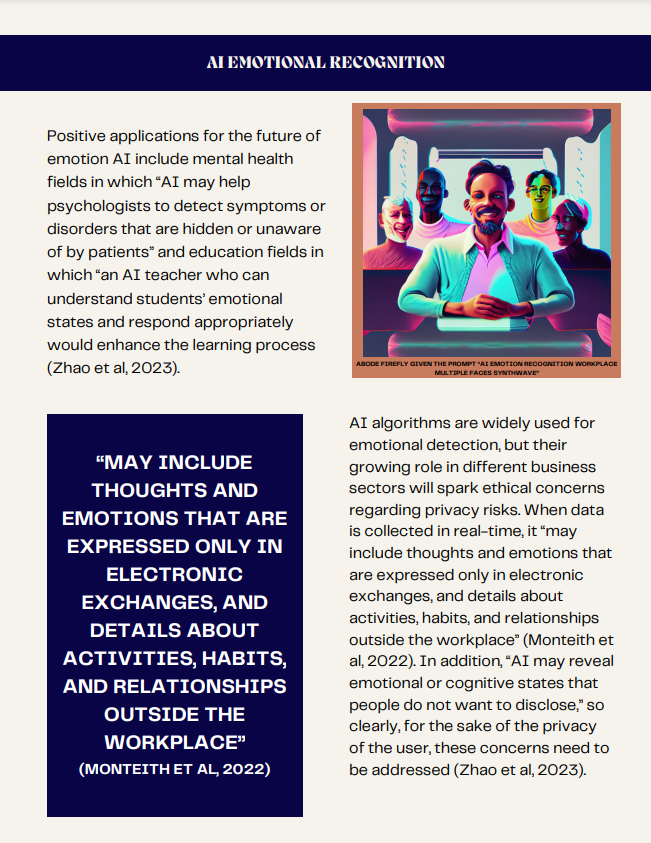 AI EMOTIONAL RECOGNITION
Positive applications for the future of
emotion AI include mental health
fields in which “AI may help
psychologists to detect symptoms or
disorders that are hidden or unaware
of by patients” and education fields in
which “an AI teacher who can
understand students’ emotional
states and respond appropriately
would enhance the learning process
(Zhao et al, 2023).
ABODE FIREFLY GIVEN THE PROMPT "AI EMOTION RECOGNITION WORKPLACE
MULTIPLE FACES SYNTHWAVE"
“MAY INCLUDE
THOUGHTS AND
EMOTIONS THAT ARE
EXPRESSED ONLY IN
ELECTRONIC
EXCHANGES, AND
DETAILS ABOUT
ACTIVITIES, HABITS,
AND RELATIONSHIPS
OUTSIDE THE
WORKPLACE”
(MONTEITH ET AL, 2022)
AI algorithms are widely used for
emotional detection, but their
growing role in different business
sectors will spark ethical concerns
regarding privacy risks. When data
is collected in real-time, it “may
include thoughts and emotions that
are expressed only in electronic
exchanges, and details about
activities, habits, and relationships
outside the workplace” (Monteith et
al, 2022). In addition, “AI may reveal
emotional or cognitive states that
people do not want to disclose,” so
clearly, for the sake of the privacy
of the user, these concerns need to
be addressed (Zhao et al, 2023).